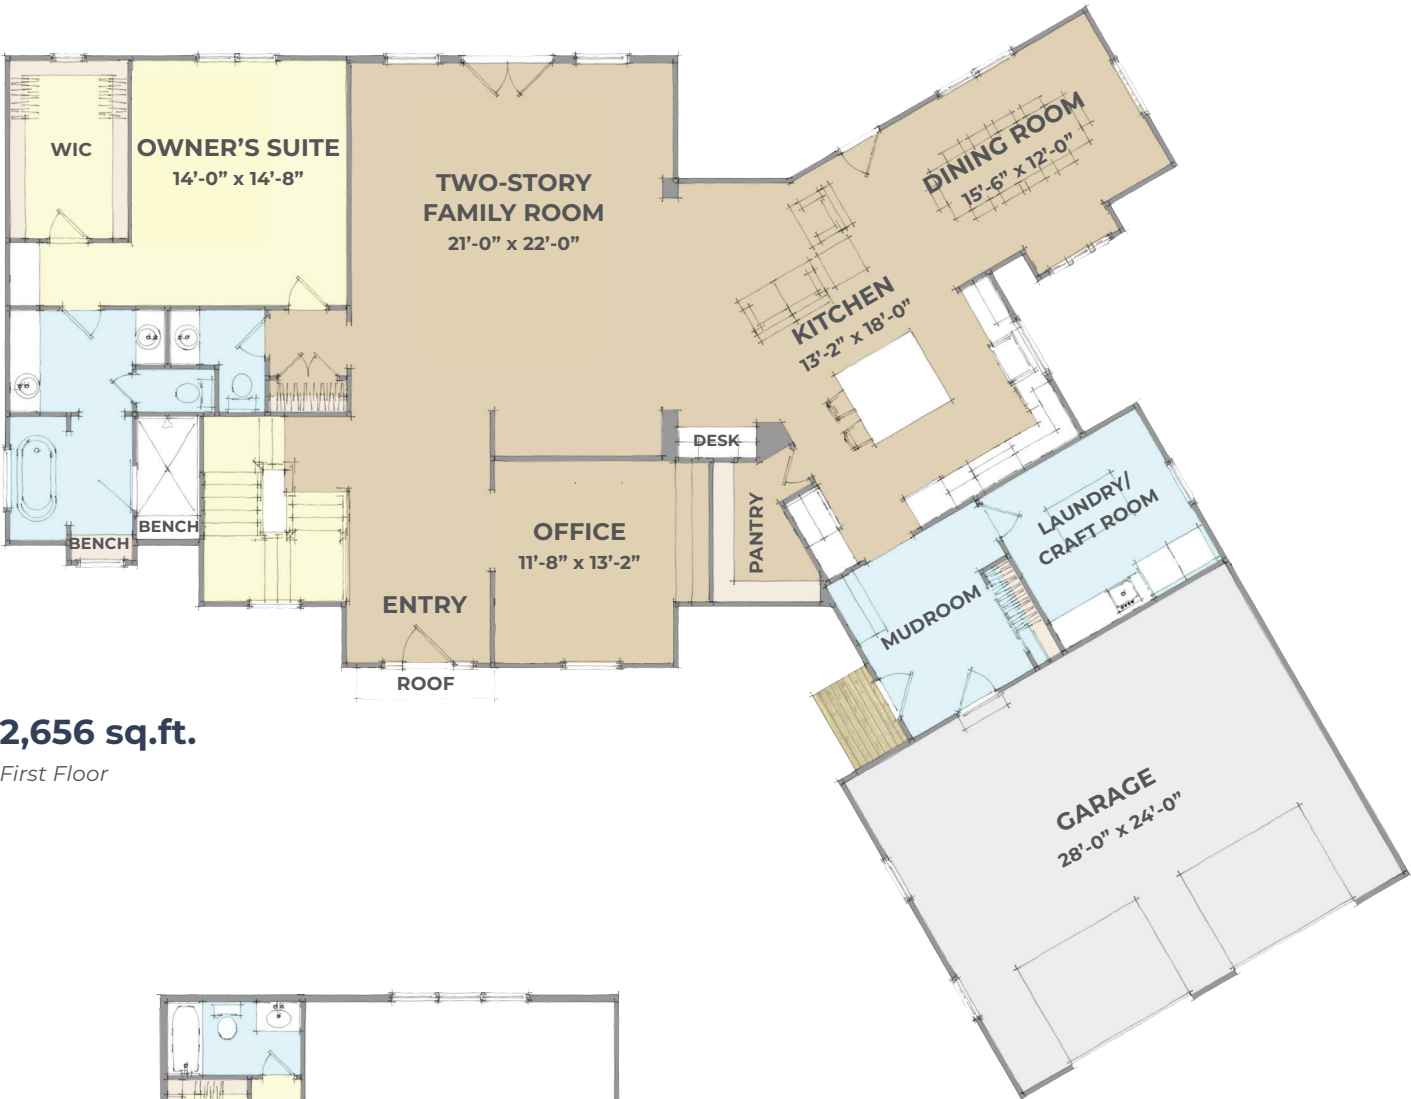 WIC
OWNER’S SUITE
14’-0” x 14’-8”
TWO-STORY
FAMILY ROOM
21’-0” x 22’-0”
DINING ROOM
15’-6” x 12’-0”
KITCHEN
13’-2” x 18’-0”
DESK
PANTRY
OFFICE
11’-8” x 13’-2”
BENCH
BENCH
ENTRY
ROOF
LAUNDRY/
CRAFT ROOM
MUDROOM
GARAGE
28’-0” x 24’-0”
2,656 sq.ft.
First Floor